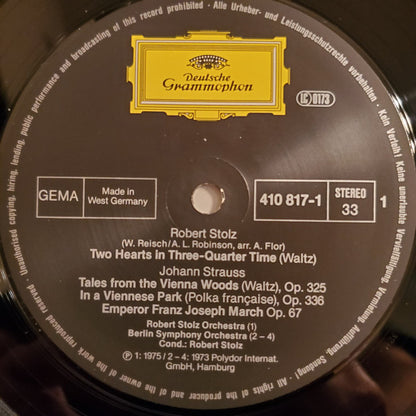 Deutsche
Grammophon
LC 0173
GEMA
Made in
West Germany
410 817-1
STEREO
33
1
Robert Stolz
(W. Reisch/A. L. Robinson, arr. A. Flor)
Two Hearts in Three-Quarter Time (Waltz)
Johann Strauss
Tales from the Vienna Woods (Waltz), Op. 325
In a Viennese Park (Polka française), Op. 336
Emperor Franz Joseph March Op. 67
Robert Stolz Orchestra (1)
Berlin Symphony Orchestra (2 – 4)
Cond.: Robert Stolz
Ⓟ 1: 1975 / 2 – 4: 1973 Polydor Internat.
GmbH, Hamburg
Unauthorised copying, hiring, lending, public performance and broadcasting of this record prohibited · Alle Urheber- und Leistungsschutzrechte vorbehalten · Kein Verleih! Keine unerlaubte Vervielfältigung, Vermietung, Aufführung, Sendung! · All rights of the
and of the owner of the work reproduced reserved ·